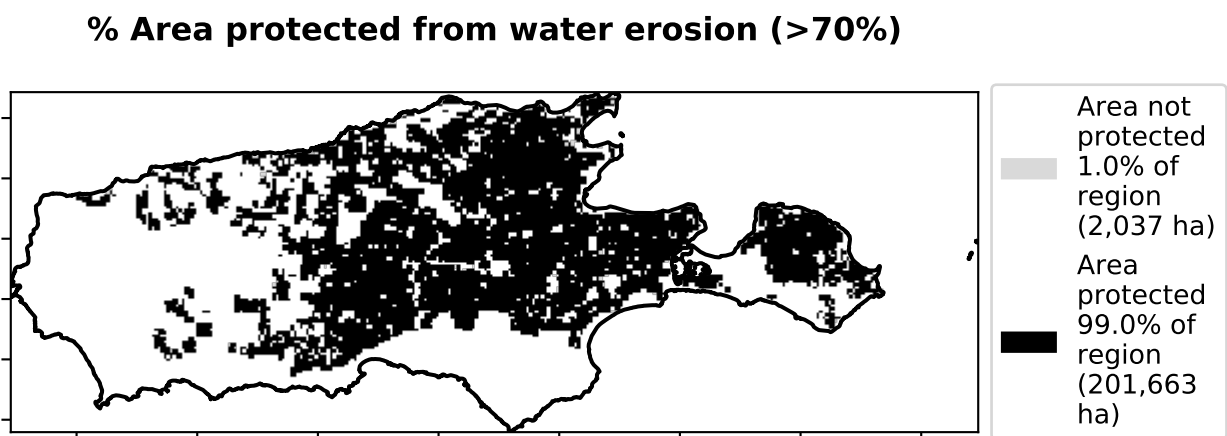 % Area protected from water erosion (>70%)
Area not
protected
1.0% of
region
(2,037 ha)
Area
protected
99.0% of
region
(201,663
ha)